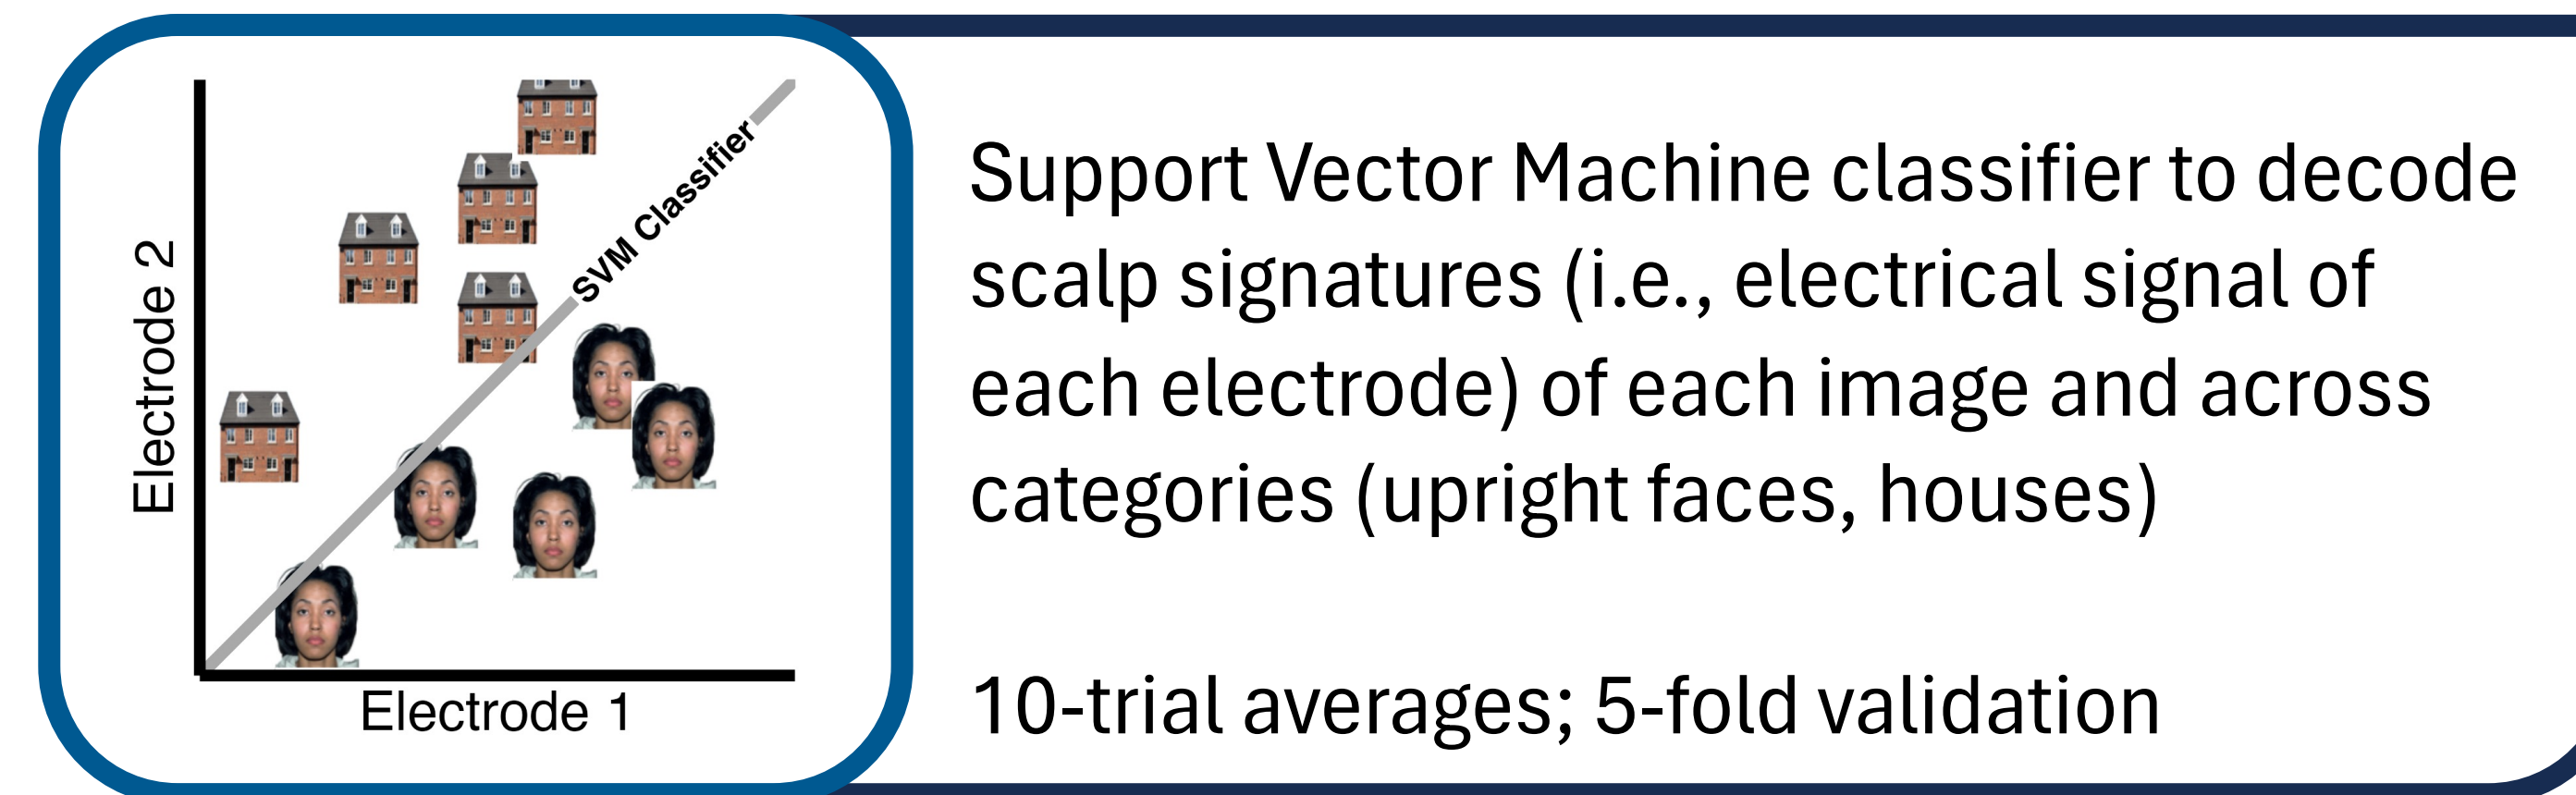 Electrode 2
SVM Classifier
Electrode 1
Support Vector Machine classifier to decode
scalp signatures (i.e., electrical signal of
each electrode) of each image and across
categories (upright faces, houses)
10-trial averages; 5-fold validation